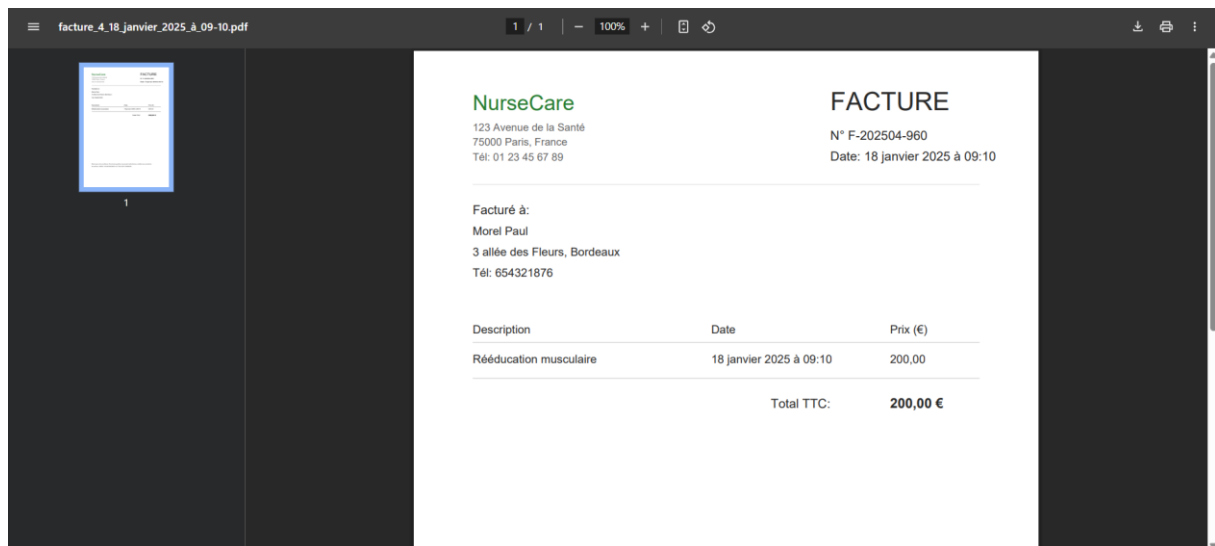 facture_4_18_janvier_2025_à_09-10.pdf
1 / 1
100%
1
NurseCare
123 Avenue de la Santé
75000 Paris, France
Tél: 01 23 45 67 89
FACTURE
N° F-202504-960
Date: 18 janvier 2025 à 09:10
Facturé à:
Morel Paul
3 allée des Fleurs, Bordeaux
Tél: 654321876
Description Date Prix (€)
Rééducation musculaire 18 janvier 2025 à 09:10 200,00
Total TTC: 200,00 €